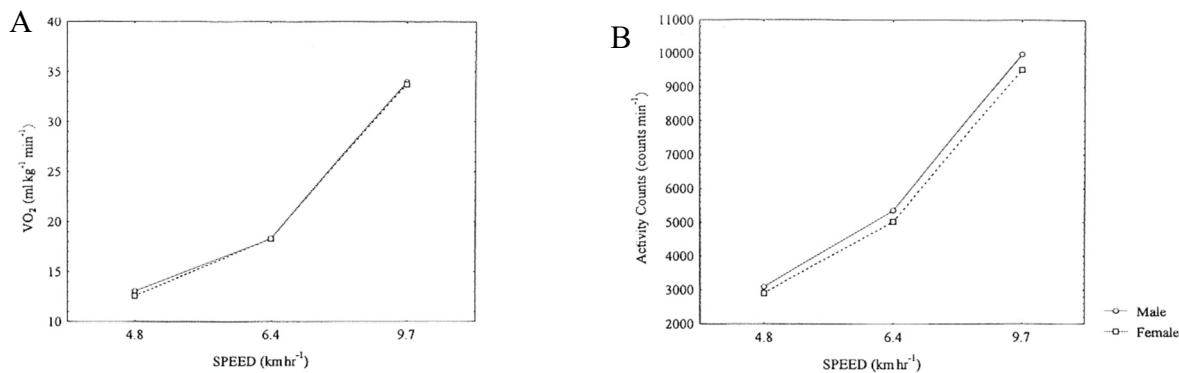 A
40
35
30
25
20
15
10
VO2 (ml kg-1 min-1)
4.8
6.4
9.7
SPEED (km hr-1)
B
11000
10000
9000
8000
7000
6000
5000
4000
3000
2000
Activity Counts (counts min-1)
4.8
6.4
9.7
SPEED (km hr-1)
Male
Female